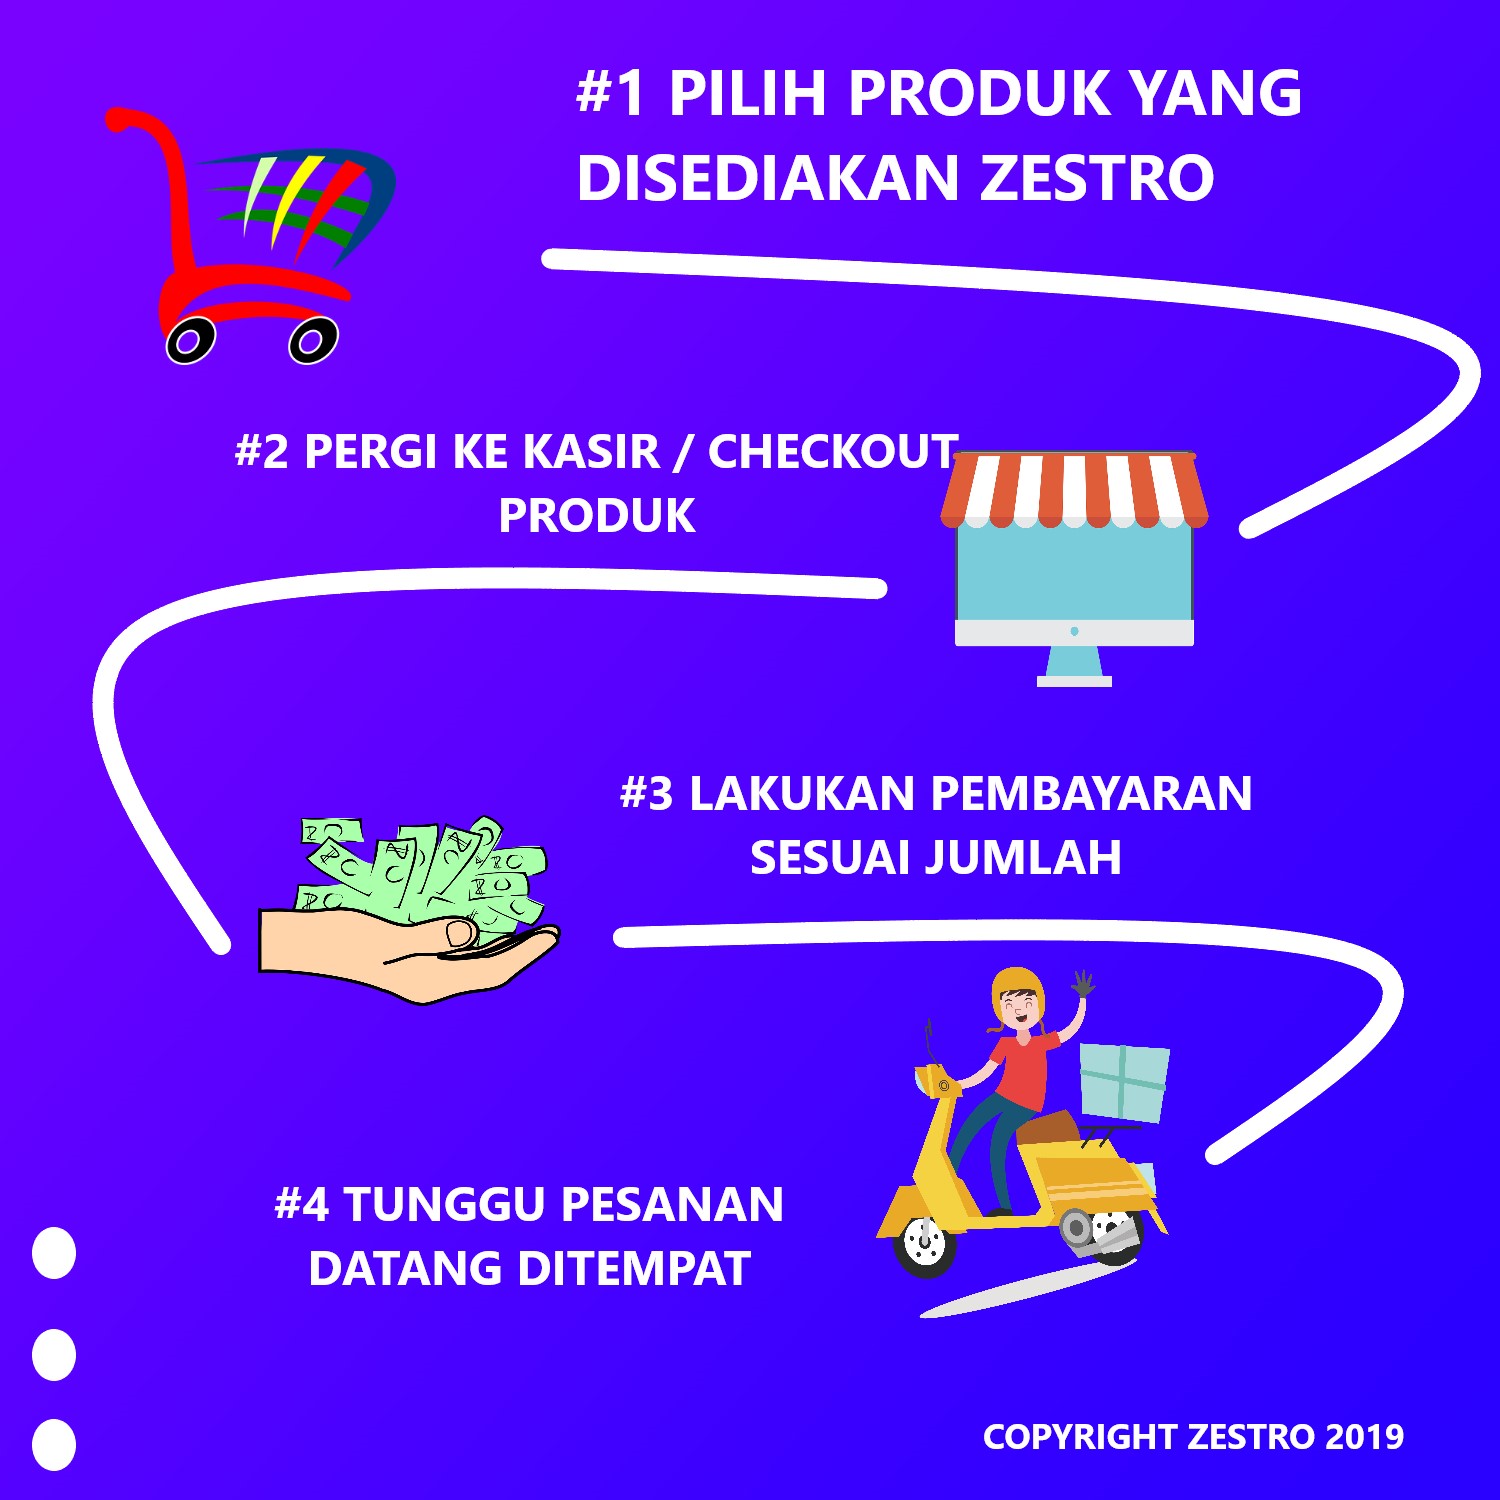 #1 PILIH PRODUK YANG
DISEDIAKAN ZESTRO
#2 PERGI KE KASIR / CHECKOUT
PRODUK
#3 LAKUKAN PEMBAYARAN
SESUAI JUMLAH
#4 TUNGGU PESANAN
DATANG DITEMPAT
COPYRIGHT ZESTRO 2019